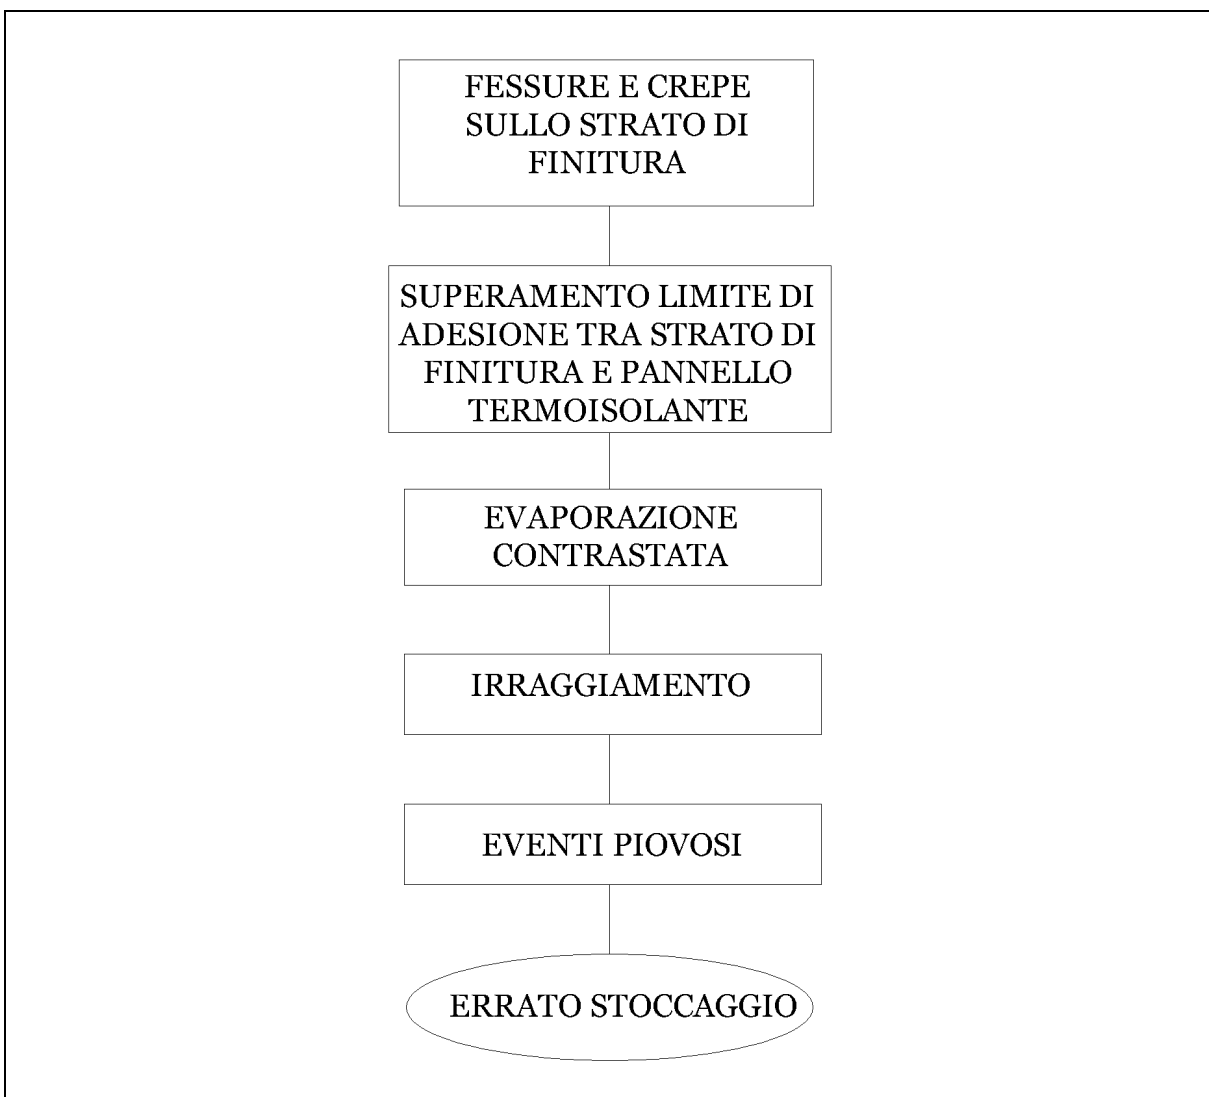 FESSURE E CREPE
SULLO STRATO DI
FINITURA
SUPERAMENTO LIMITE DI
ADESIONE TRA STRATO DI
FINITURA E PANNELLO
TERMOISOLANTE
EVAPORAZIONE
CONTRASTATA
IRRAGGIAMENTO
EVENTI PIOVOSI
ERRATO STOCCAGGIO